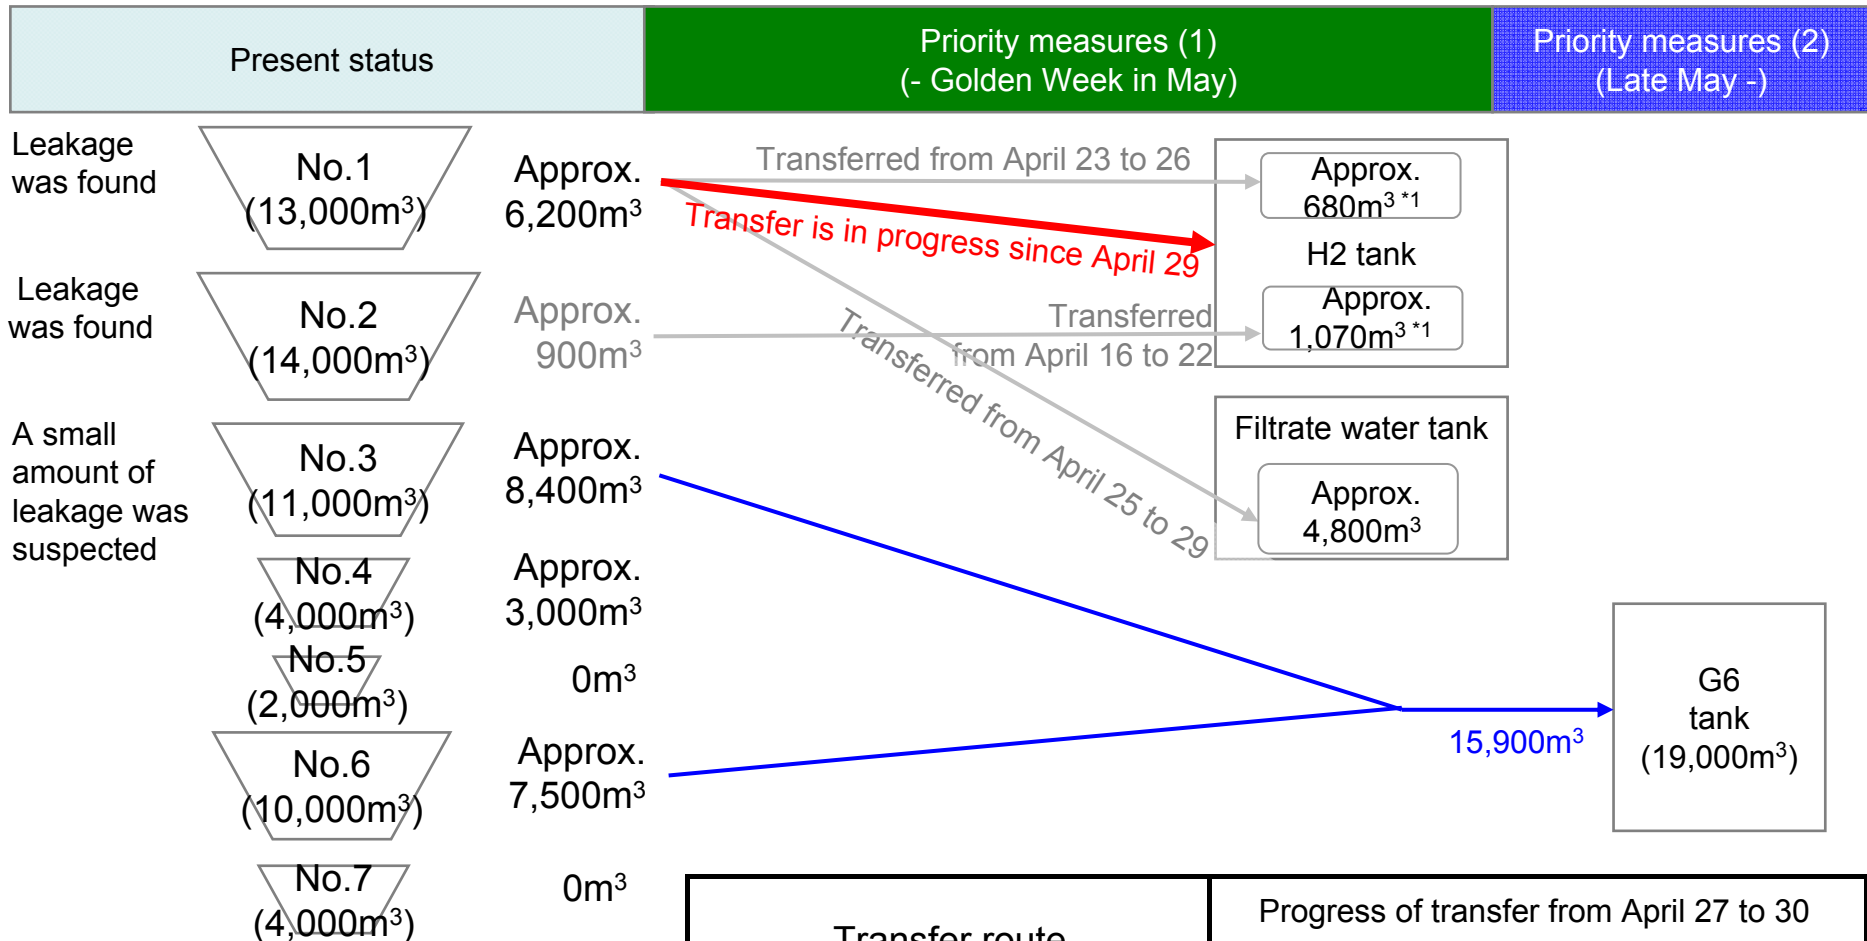 Present status
Priority measures (1)
(- Golden Week in May)
Priority measures (2)
(Late May -)
Leakage
was found
No.1
(13,000m³)
Approx.
6,200m³
Transferred from April 23 to 26
Transfer is in progress since April 29
Approx.
680m³ *1
H2 tank
Leakage
was found
No.2
(14,000m³)
Approx.
900m³
Transferred
from April 16 to 22
Approx.
1,070m³ *1
Transferred from April 25 to 29
Filtrate water tank
Approx.
4,800m³
A small
amount of
leakage was
suspected
No.3
(11,000m³)
Approx.
8,400m³
No.4
(4,000m³)
Approx.
3,000m³
No.5
(2,000m³)
0m³
No.6
(10,000m³)
Approx.
7,500m³
15,900m³
G6
tank
(19,000m³)
No.7
(4,000m³)
0m³
Transfer route
Progress of transfer from April 27 to 30